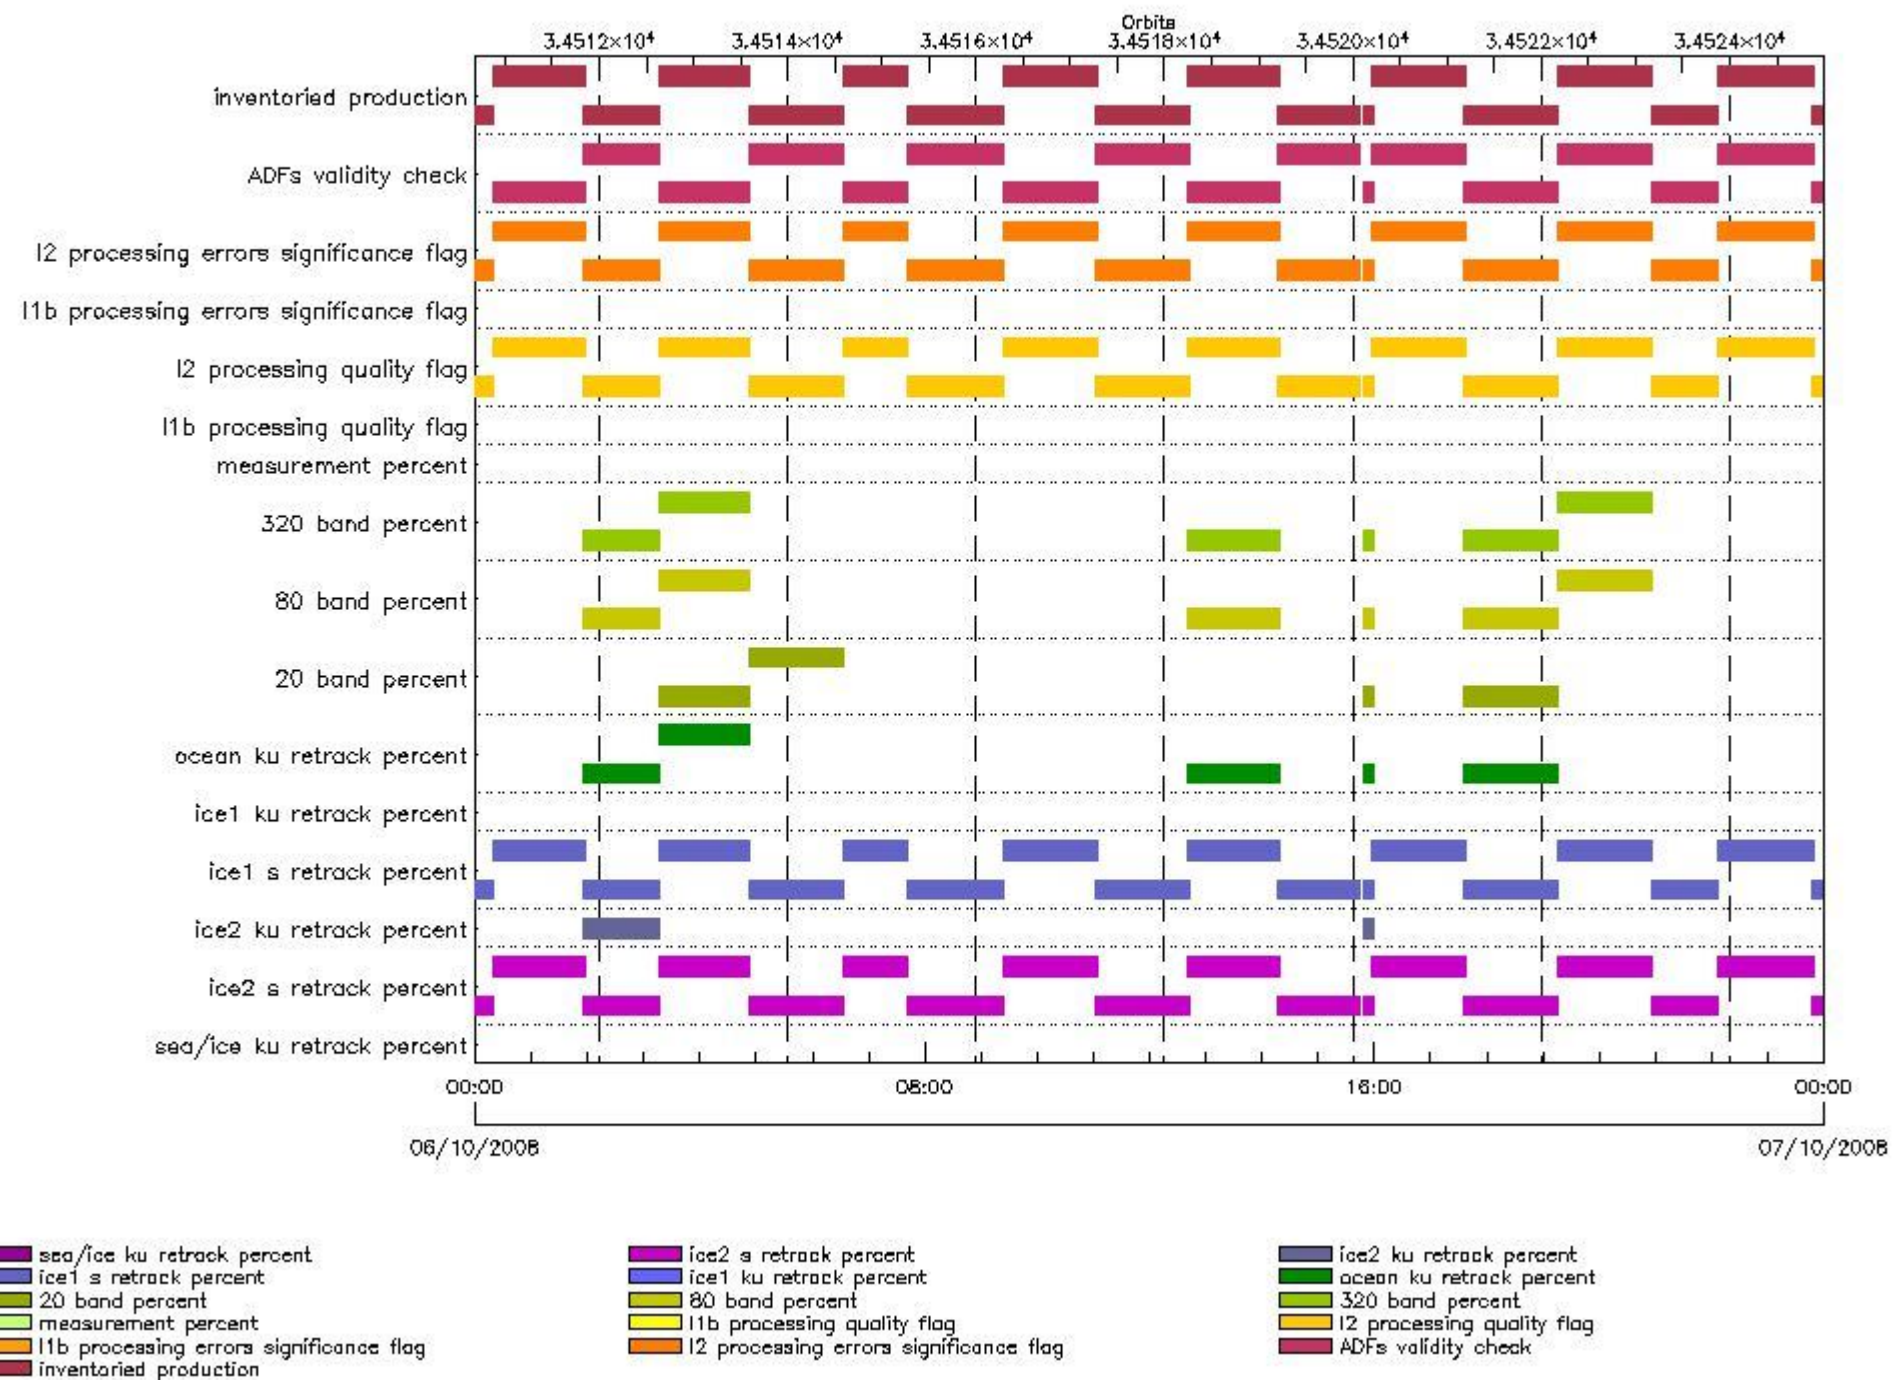 Orbits
3.4512×10⁴ 3.4514×10⁴ 3.4516×10⁴ 3.4518×10⁴ 3.4520×10⁴ 3.4522×10⁴ 3.4524×10⁴
inventoried production
ADFs validity check
l2 processing errors significance flag
l1b processing errors significance flag
l2 processing quality flag
l1b processing quality flag
measurement percent
320 band percent
80 band percent
20 band percent
ocean ku retrack percent
ice1 ku retrack percent
ice1 s retrack percent
ice2 ku retrack percent
ice2 s retrack percent
sea/ice ku retrack percent
00:00 08:00 16:00 00:00
06/10/2008 07/10/2008
sea/ice ku retrack percent ice2 s retrack percent ice2 ku retrack percent
ice1 s retrack percent ice1 ku retrack percent ocean ku retrack percent
20 band percent 80 band percent 320 band percent
measurement percent l1b processing quality flag l2 processing quality flag
l1b processing errors significance flag l2 processing errors significance flag ADFs validity check
inventoried production